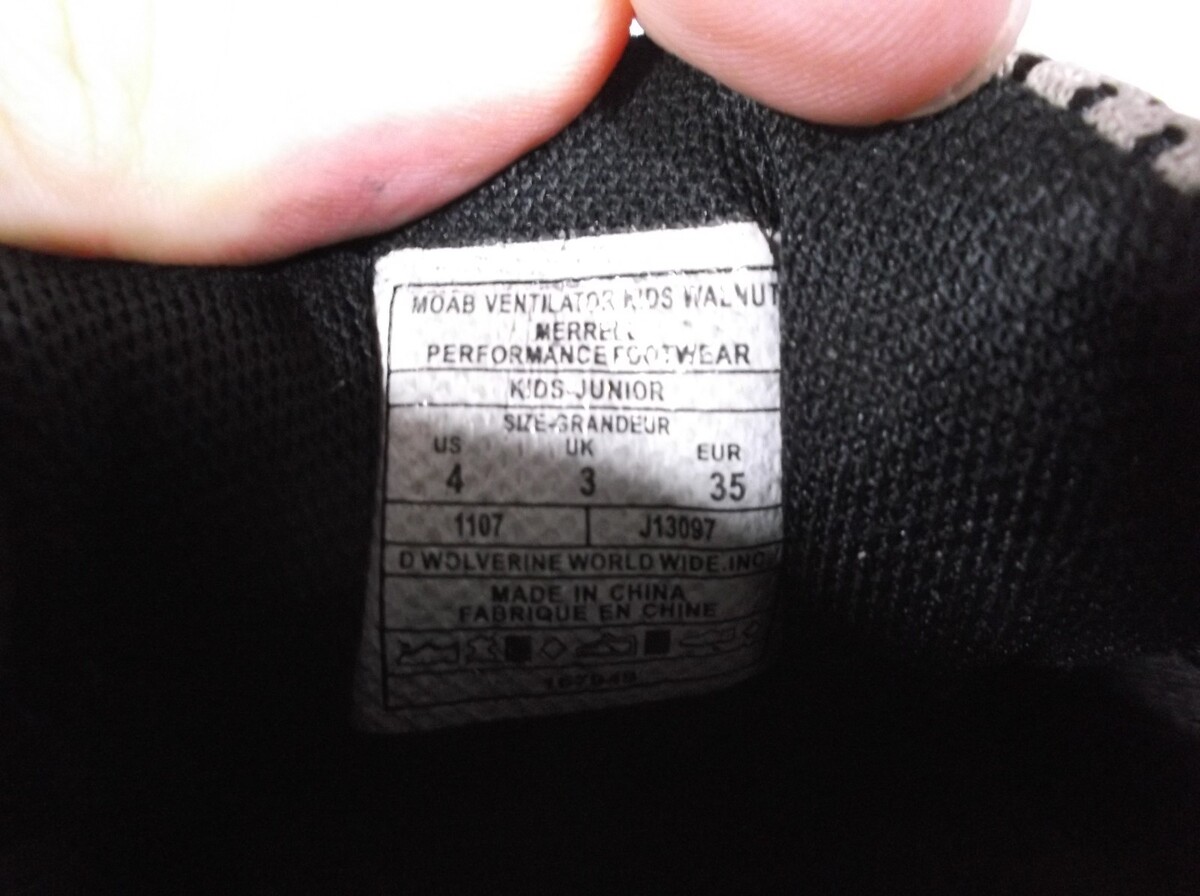 MOAB VENTILATOR KIDS WALNUT
MERRELL
PERFORMANCE FOOTWEAR
KIDS-JUNIOR
SIZE-GRANDEUR
US UK EUR
4 3 35
1107 J13097
WOLVERINE WORLD WIDE.INC
MADE IN CHINA
FABRIQUE EN CHINE